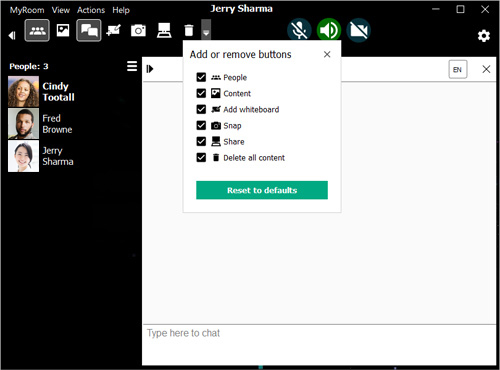 Jerry Sharma
MyRoom View Actions Help
Add or remove buttons
People: 3
People
EN
Cindy
Tootall
Content
Add whiteboard
Fred
Browne
Snap
Share
Jerry
Sharma
Delete all content
Reset to defaults
Type here to chat